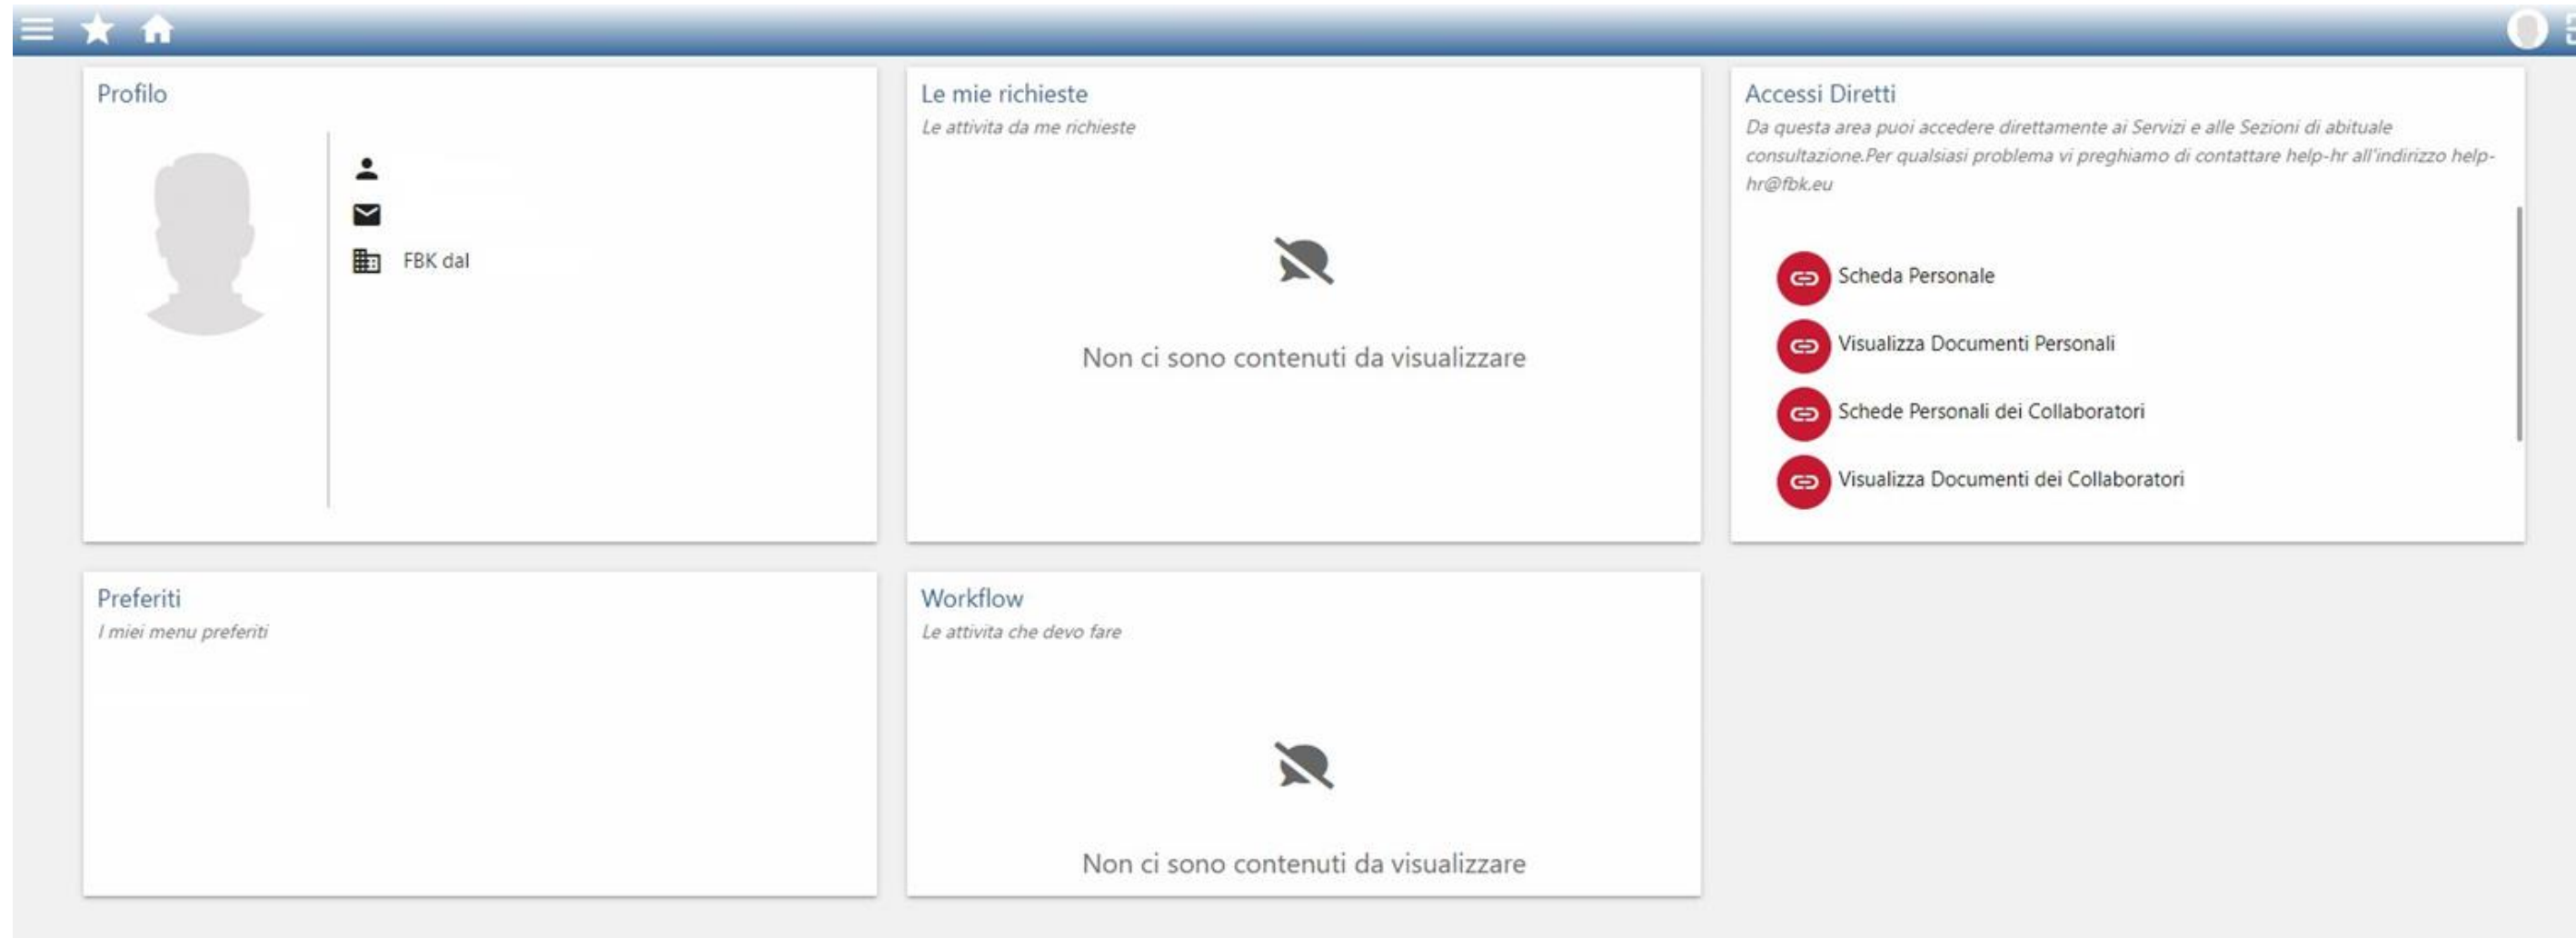 Profilo
FBK dal
Le mie richieste
Le attivita da me richieste
Non ci sono contenuti da visualizzare
Accessi Diretti
Da questa area puoi accedere direttamente ai Servizi e alle Sezioni di abituale
consultazione.Per qualsiasi problema vi preghiamo di contattare help-hr all'indirizzo help-
hr@fbk.eu
Scheda Personale
Visualizza Documenti Personali
Schede Personali dei Collaboratori
Visualizza Documenti dei Collaboratori
Preferiti
I miei menu preferiti
Workflow
Le attivita che devo fare
Non ci sono contenuti da visualizzare